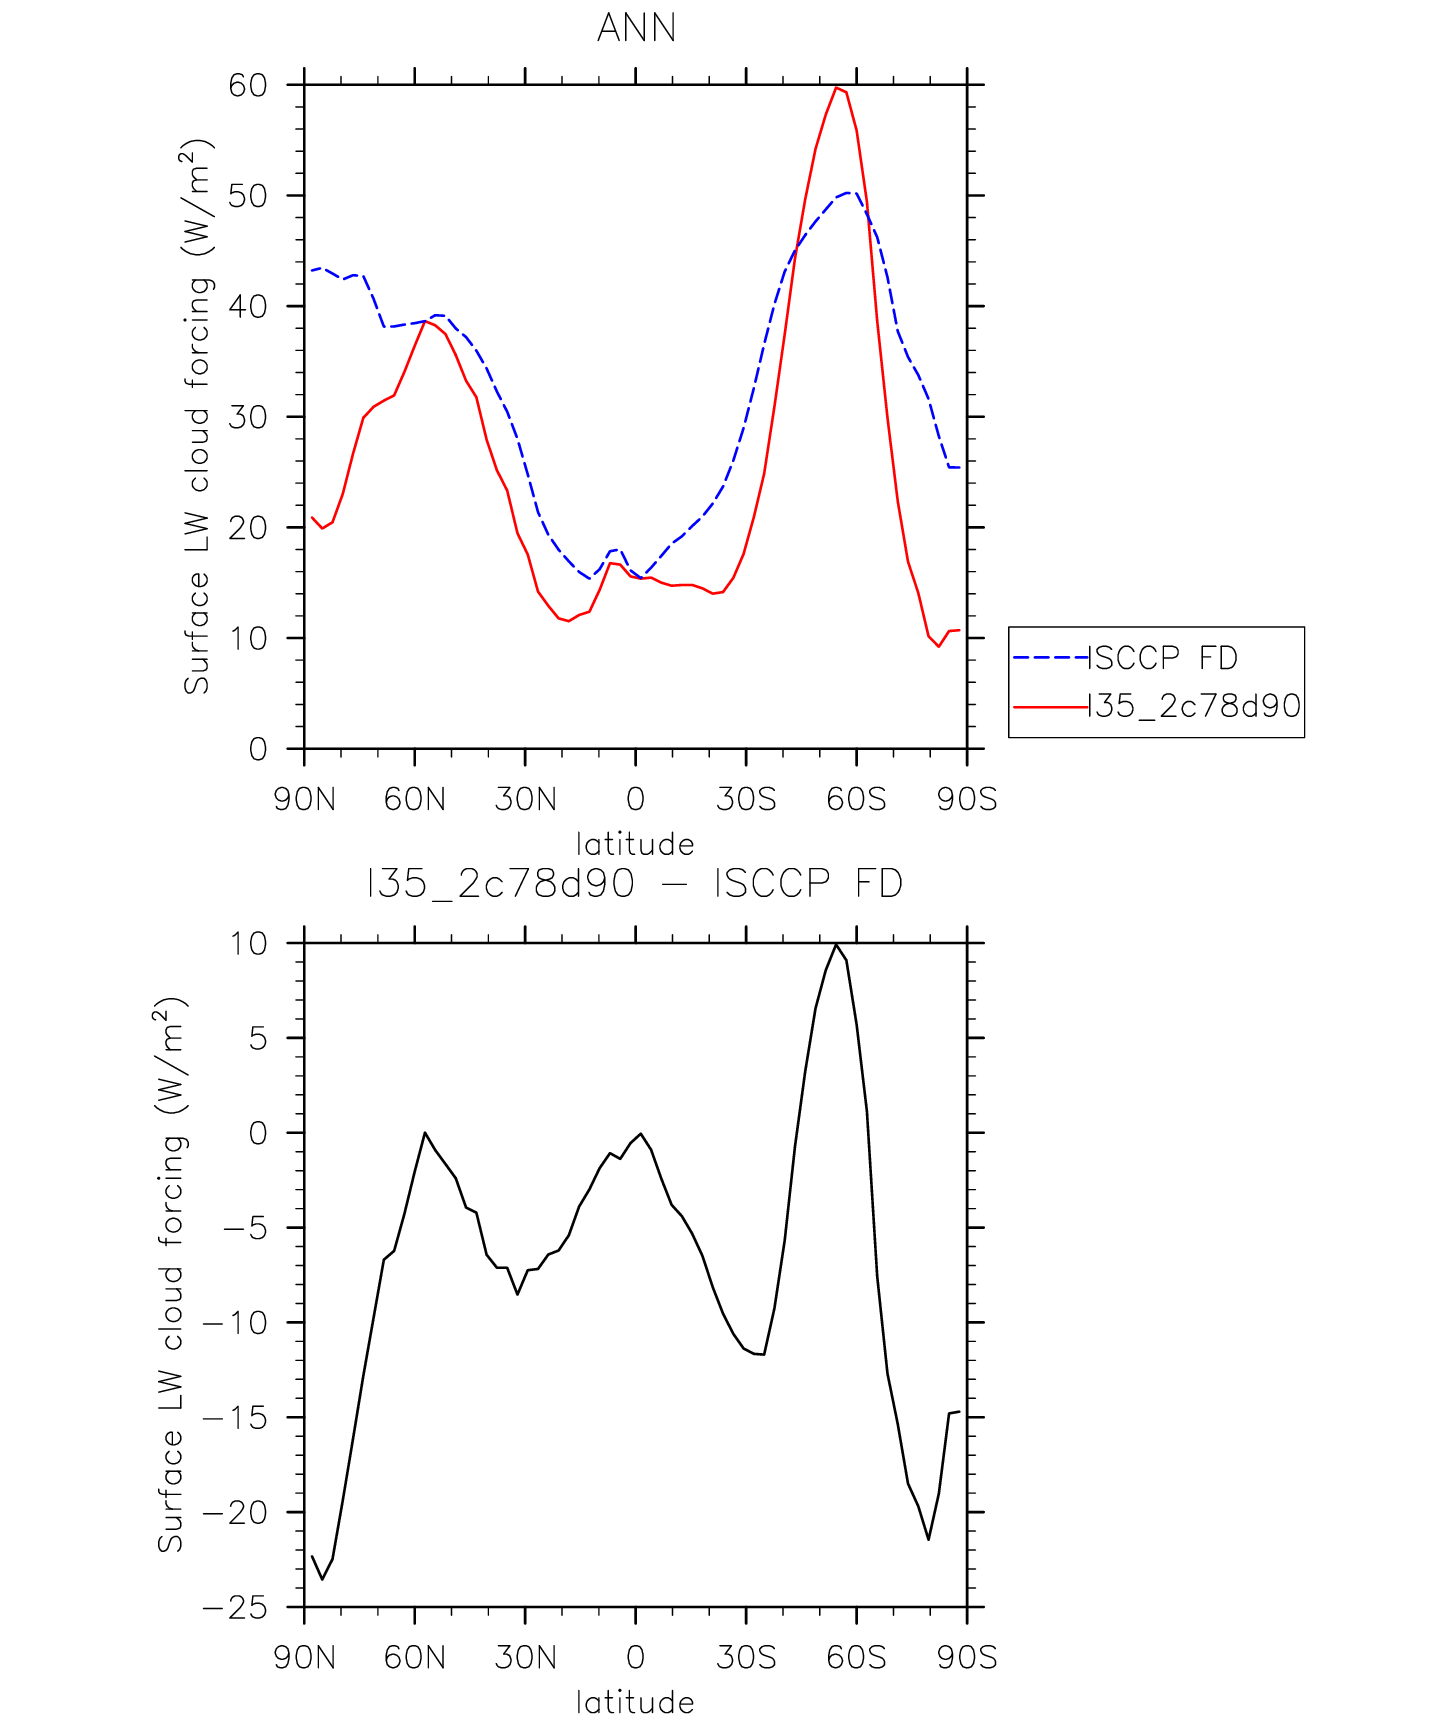 ANN
60
50
40
30
20
10
0
Surface LW cloud forcing (W/m²)
90N 60N 30N 0 30S 60S 90S
latitude
ISCCP FD
I35_2c78d90
I35_2c78d90 − ISCCP FD
10
5
0
−5
−10
−15
−20
−25
Surface LW cloud forcing (W/m²)
90N 60N 30N 0 30S 60S 90S
latitude